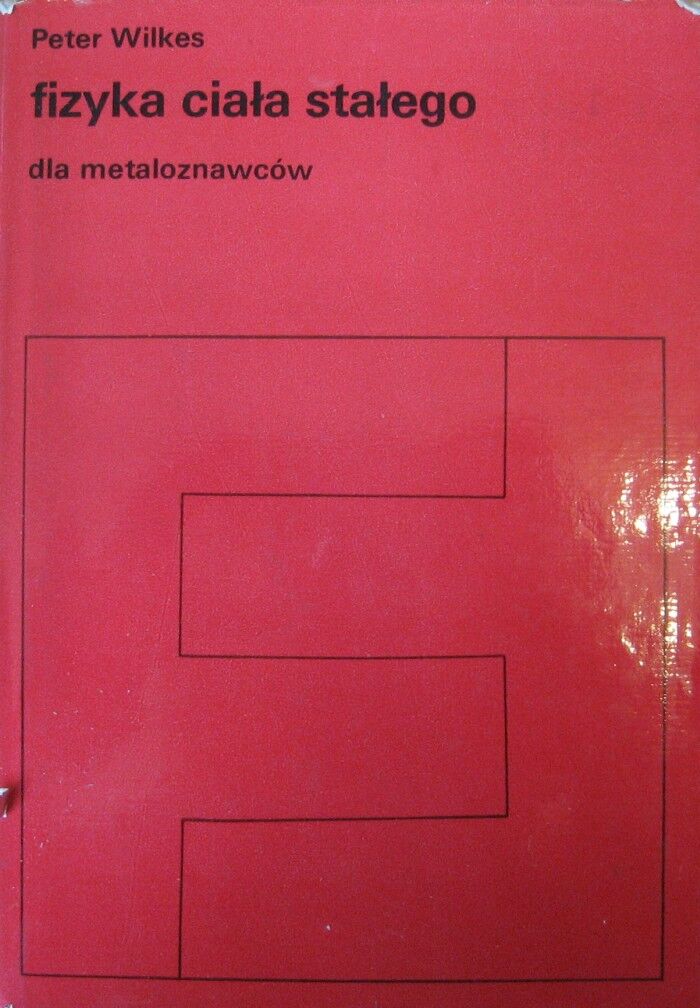 Peter Wilkes
fizyka ciała stałego
dla metaloznawców